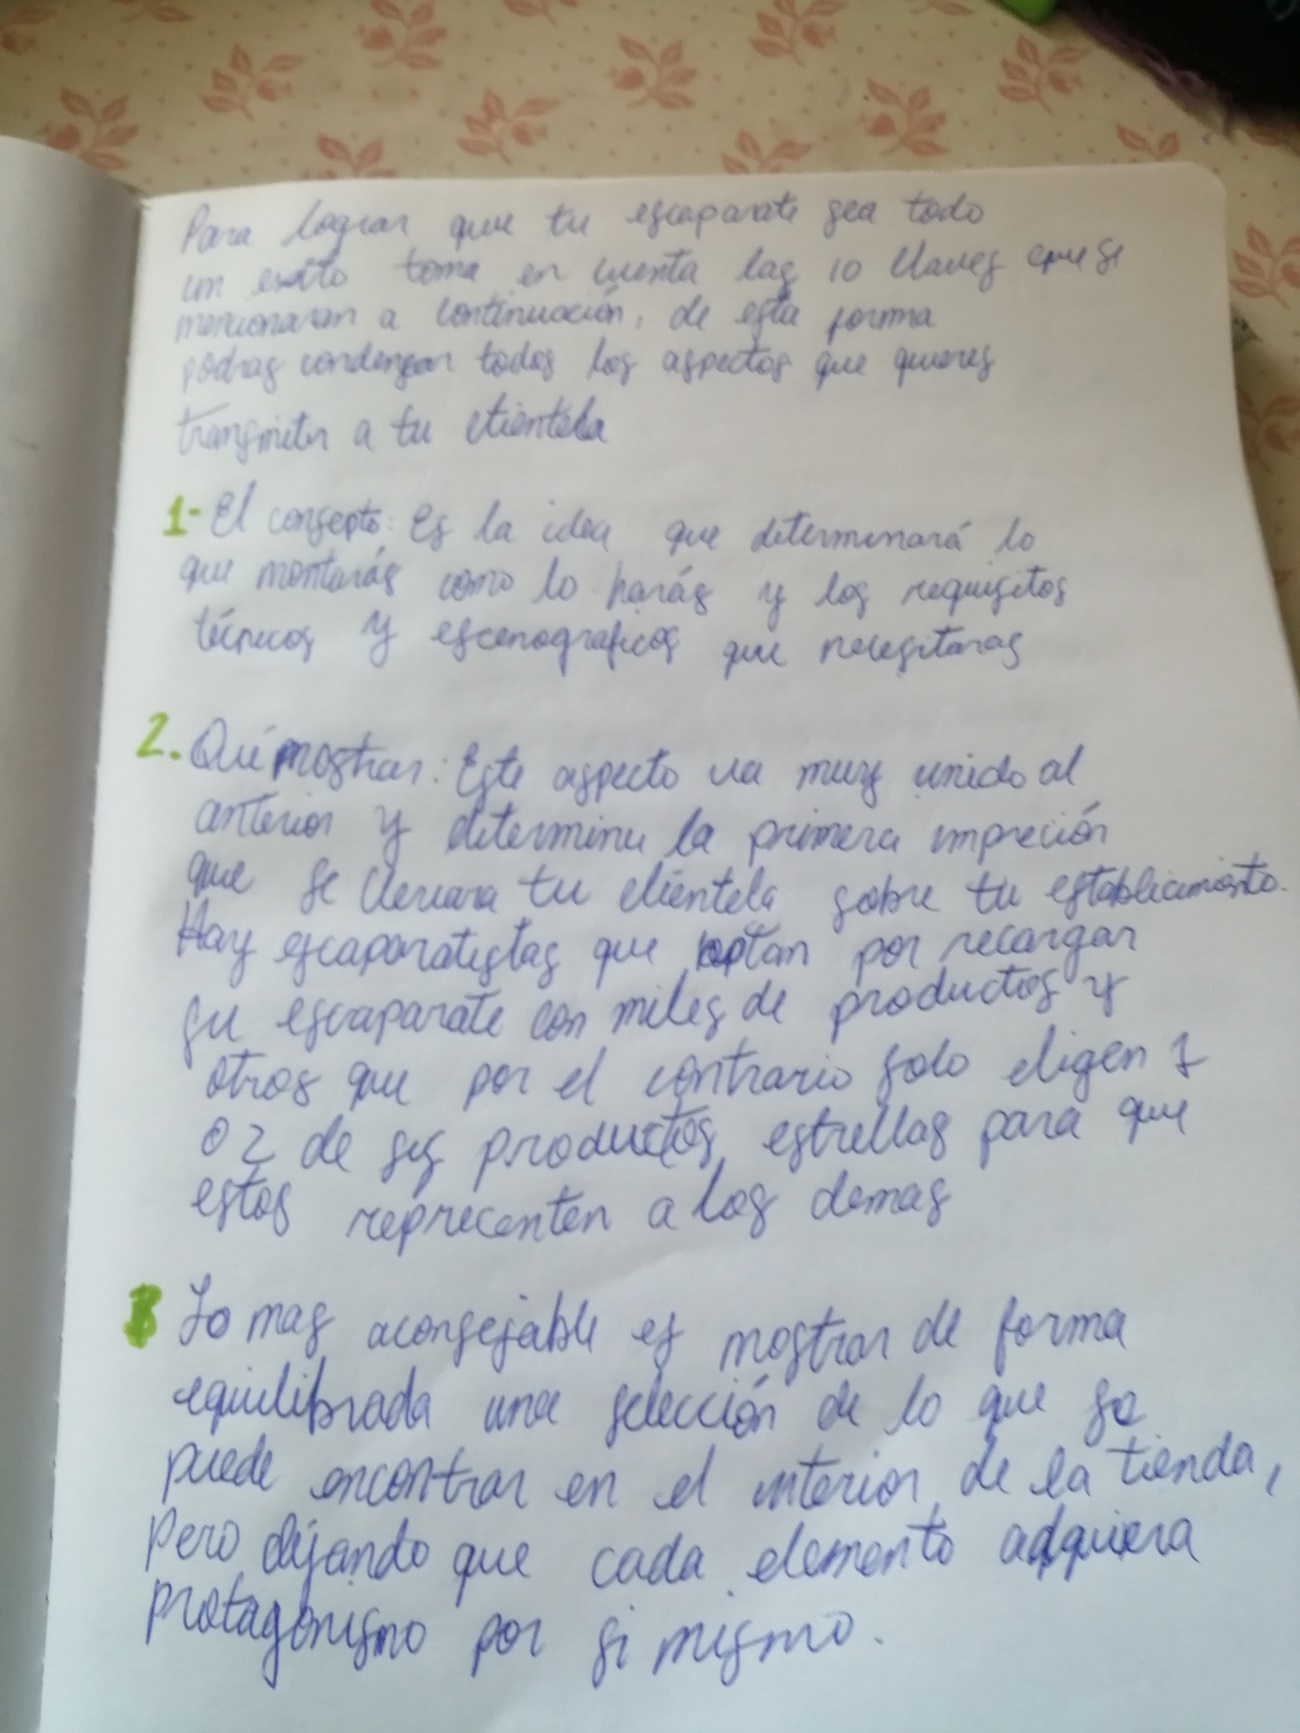 Para lograr que tu escaparate sea todo
un exito toma en cuenta las 10 llaves que se
mencionaran a continuación, de esta forma
podras condensar todos los aspectos que quieres
transmitir a tu clientela
1- El consepto: Es la idea que determinará lo
que montarás como lo harás y los requisitos
técnicos y escenograficos que necesitaras
2. Qué mostrar: Este aspecto va muy unido al
anterior y determina la primera impreción
que se llevara tu clientela sobre tu establecimiento.
Hay escaparatistas que optan por recargar
su escaparate con miles de productos y
otros que por el contrario solo eligen 1
o 2 de sus productos estrellas para que
estos reprecenten a los demas
3 Lo mas aconsejable es mostrar de forma
equilibrada una selección de lo que se
puede encontrar en el interior de la tienda,
Pero dejando que cada elemento adquiera
protagonismo por si mismo.